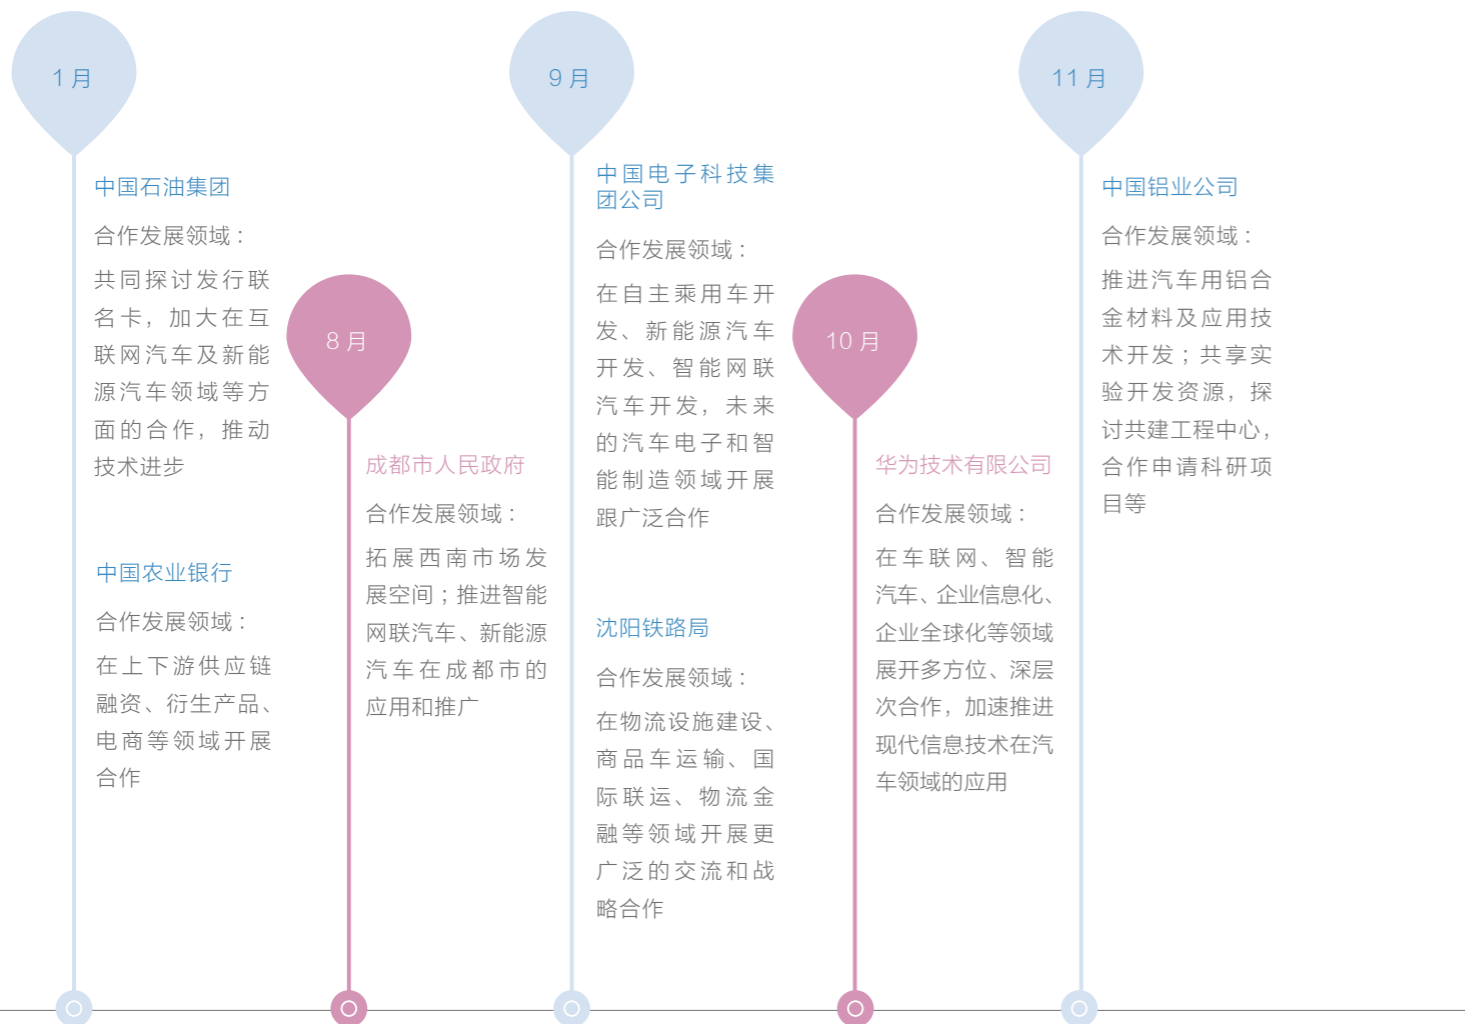 1 月
中国石油集团
合作发展领域：
共同探讨发行联
名卡，加大在互
联网汽车及新能
源汽车领域等方
面的合作，推动
技术进步
中国农业银行
合作发展领域：
在上下游供应链
融资、衍生产品、
电商等领域开展
合作
8 月
成都市人民政府
合作发展领域：
拓展西南市场发
展空间；推进智能
网联汽车、新能源
汽车在成都市的
应用和推广
9 月
中国电子科技集
团公司
合作发展领域：
在自主乘用车开
发、新能源汽车
开发、智能网联
汽车开发，未来
的汽车电子和智
能制造领域开展
跟广泛合作
沈阳铁路局
合作发展领域：
在物流设施建设、
商品车运输、国
际联运、物流金
融等领域开展更
广泛的交流和战
略合作
10 月
华为技术有限公司
合作发展领域：
在车联网、智能
汽车、企业信息化、
企业全球化等领域
展开多方位、深层
次合作，加速推进
现代信息技术在汽
车领域的应用
11 月
中国铝业公司
合作发展领域：
推进汽车用铝合
金材料及应用技
术开发；共享实
验开发资源，探
讨共建工程中心，
合作申请科研项
目等